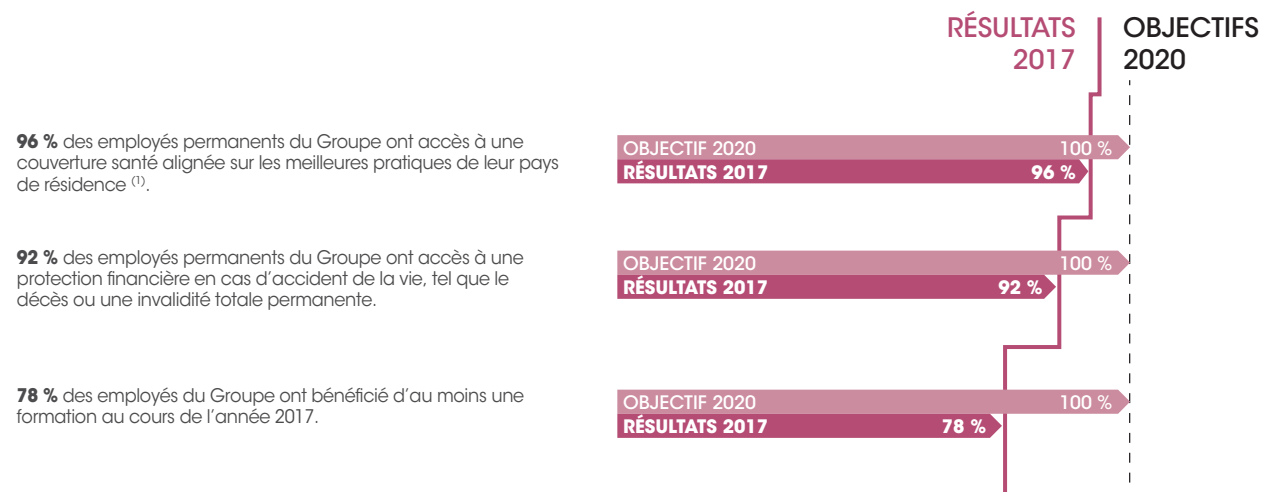 RÉSULTATS
2017
OBJECTIFS
2020
96 % des employés permanents du Groupe ont accès à une
couverture santé alignée sur les meilleures pratiques de leur pays
de résidence (1).
OBJECTIF 2020 100 %
RÉSULTATS 2017 96 %
92 % des employés permanents du Groupe ont accès à une
protection financière en cas d’accident de la vie, tel que le
décès ou une invalidité totale permanente.
OBJECTIF 2020 100 %
RÉSULTATS 2017 92 %
78 % des employés du Groupe ont bénéficié d’au moins une
formation au cours de l’année 2017.
OBJECTIF 2020 100 %
RÉSULTATS 2017 78 %